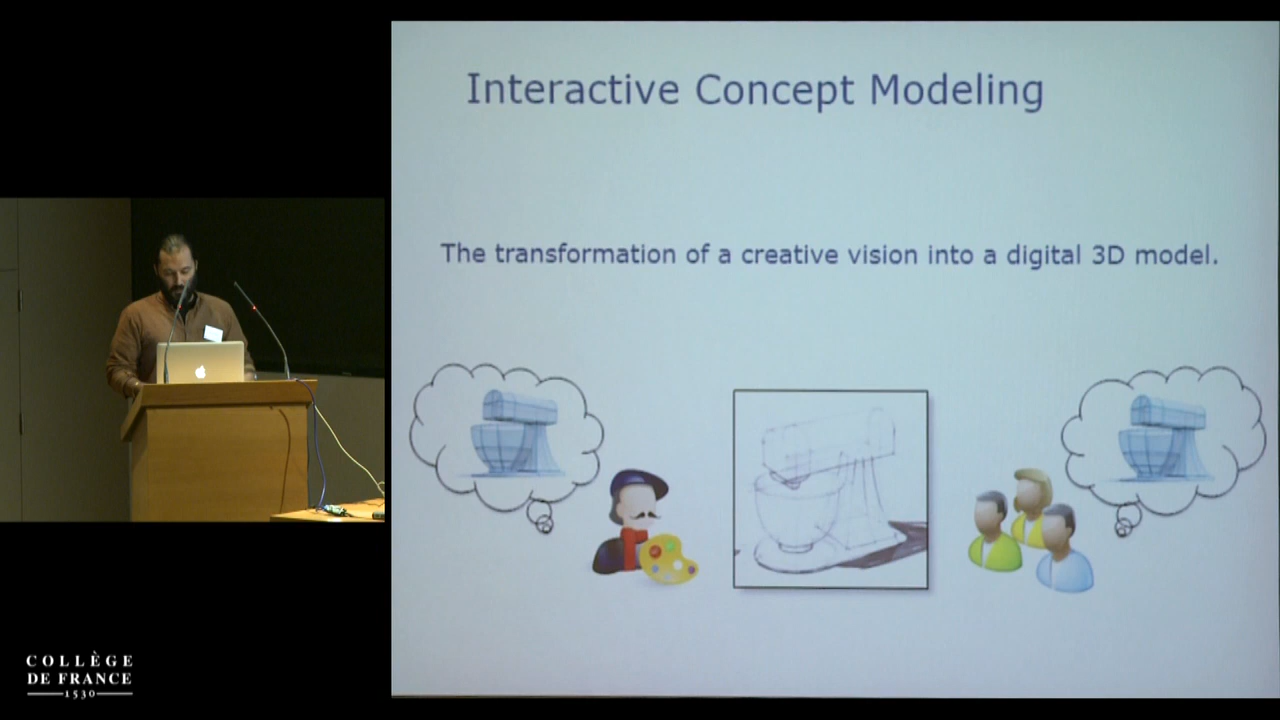 Interactive Concept Modeling
The transformation of a creative vision into a digital 3D model.
COLLÈGE
DE FRANCE
1530